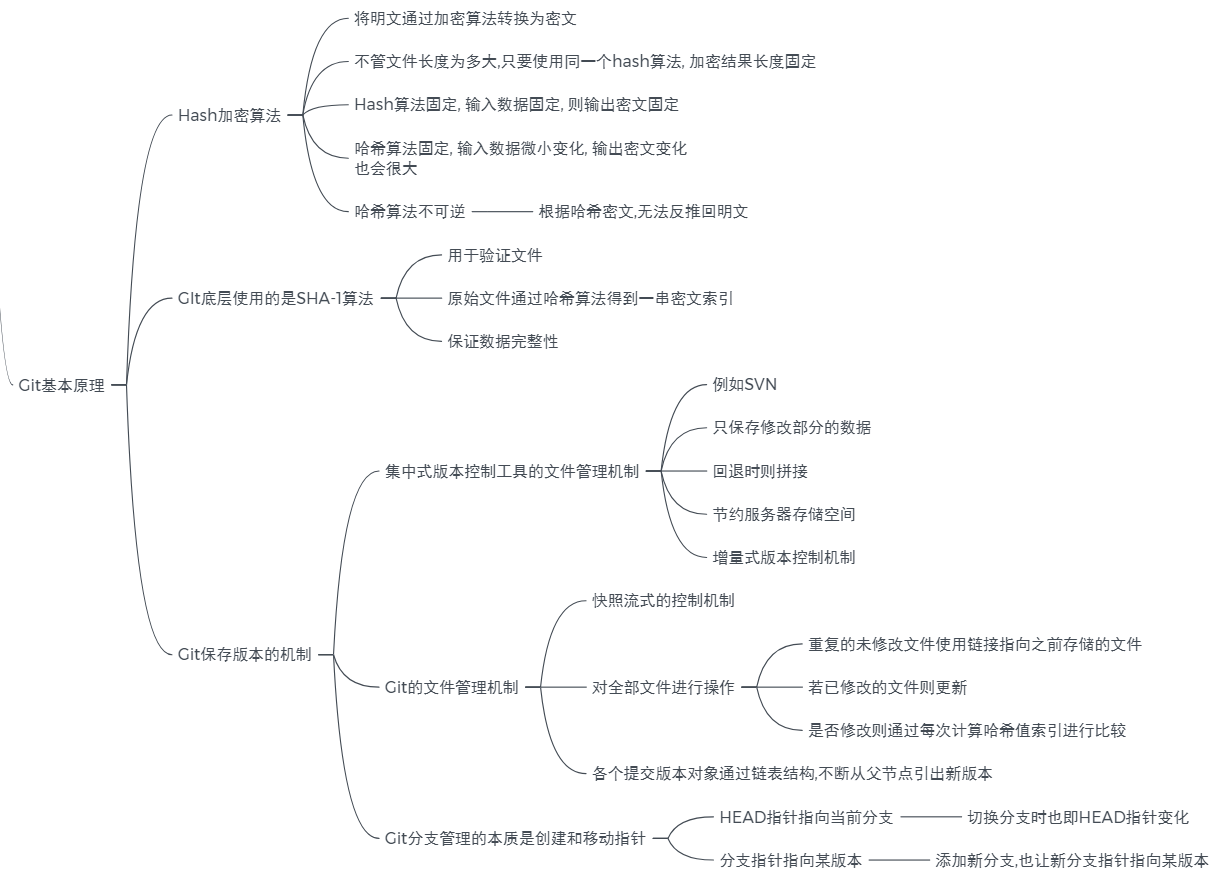 将明文通过加密算法转换为密文
不管文件长度为多大,只要使用同一个hash算法, 加密结果长度固定
Hash加密算法
Hash算法固定, 输入数据固定, 则输出密文固定
哈希算法固定, 输入数据微小变化, 输出密文变化
也会很大
哈希算法不可逆
根据哈希密文,无法反推回明文
GIt底层使用的是SHA-1算法
用于验证文件
原始文件通过哈希算法得到一串密文索引
保证数据完整性
Git基本原理
集中式版本控制工具的文件管理机制
例如SVN
只保存修改部分的数据
回退时则拼接
节约服务器存储空间
增量式版本控制机制
Git保存版本的机制
Git的文件管理机制
快照流式的控制机制
对全部文件进行操作
重复的未修改文件使用链接指向之前存储的文件
若已修改的文件则更新
是否修改则通过每次计算哈希值索引进行比较
各个提交版本对象通过链表结构,不断从父节点引出新版本
Git分支管理的本质是创建和移动指针
HEAD指针指向当前分支
切换分支时也即HEAD指针变化
分支指针指向某版本
添加新分支,也让新分支指针指向某版本